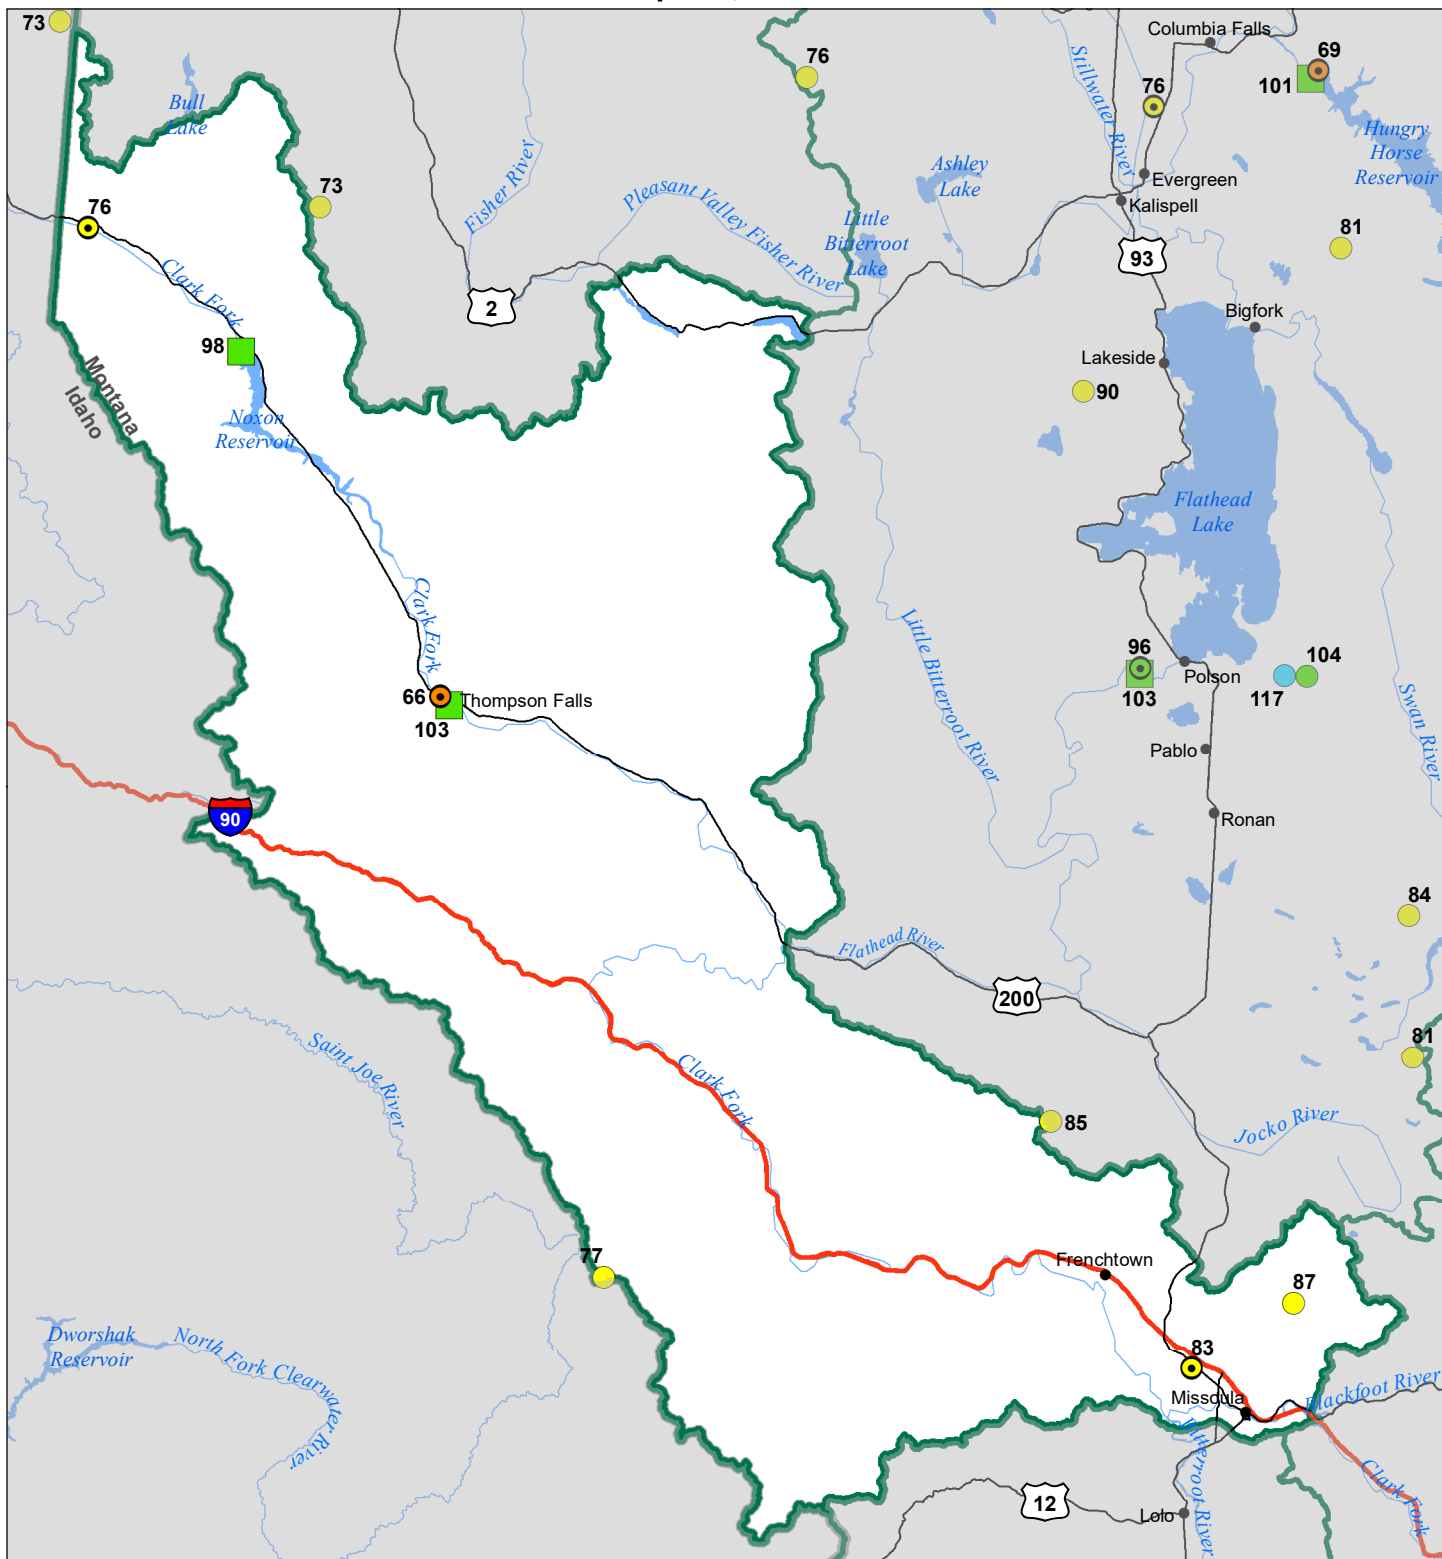 73
76
Columbia Falls
69
101
76
Stillwater River
Hungry
Horse
Reservoir
Bull
Lake
Fisher River
Pleasant Valley Fisher River
Ashley
Lake
Evergreen
Kalispell
73
76
Little
Bitterroot
Lake
81
93
Clark Fork
2
98
Bigfork
Lakeside
90
Montana
Idaho
Noxon
Reservoir
Flathead
Lake
Clark Fork
Little Bitterroot River
96
103
Polson
104
117
Swan River
66
Thompson Falls
103
Pablo
90
Ronan
84
Flathead River
200
Saint Joe River
Clark Fork
81
85
Jocko River
77
Frenchtown
87
Dworshak
Reservoir
North Fork Clearwater
River
83
Missoula
Blackfoot River
Bitterroot River
Clark Fork
12
Lolo